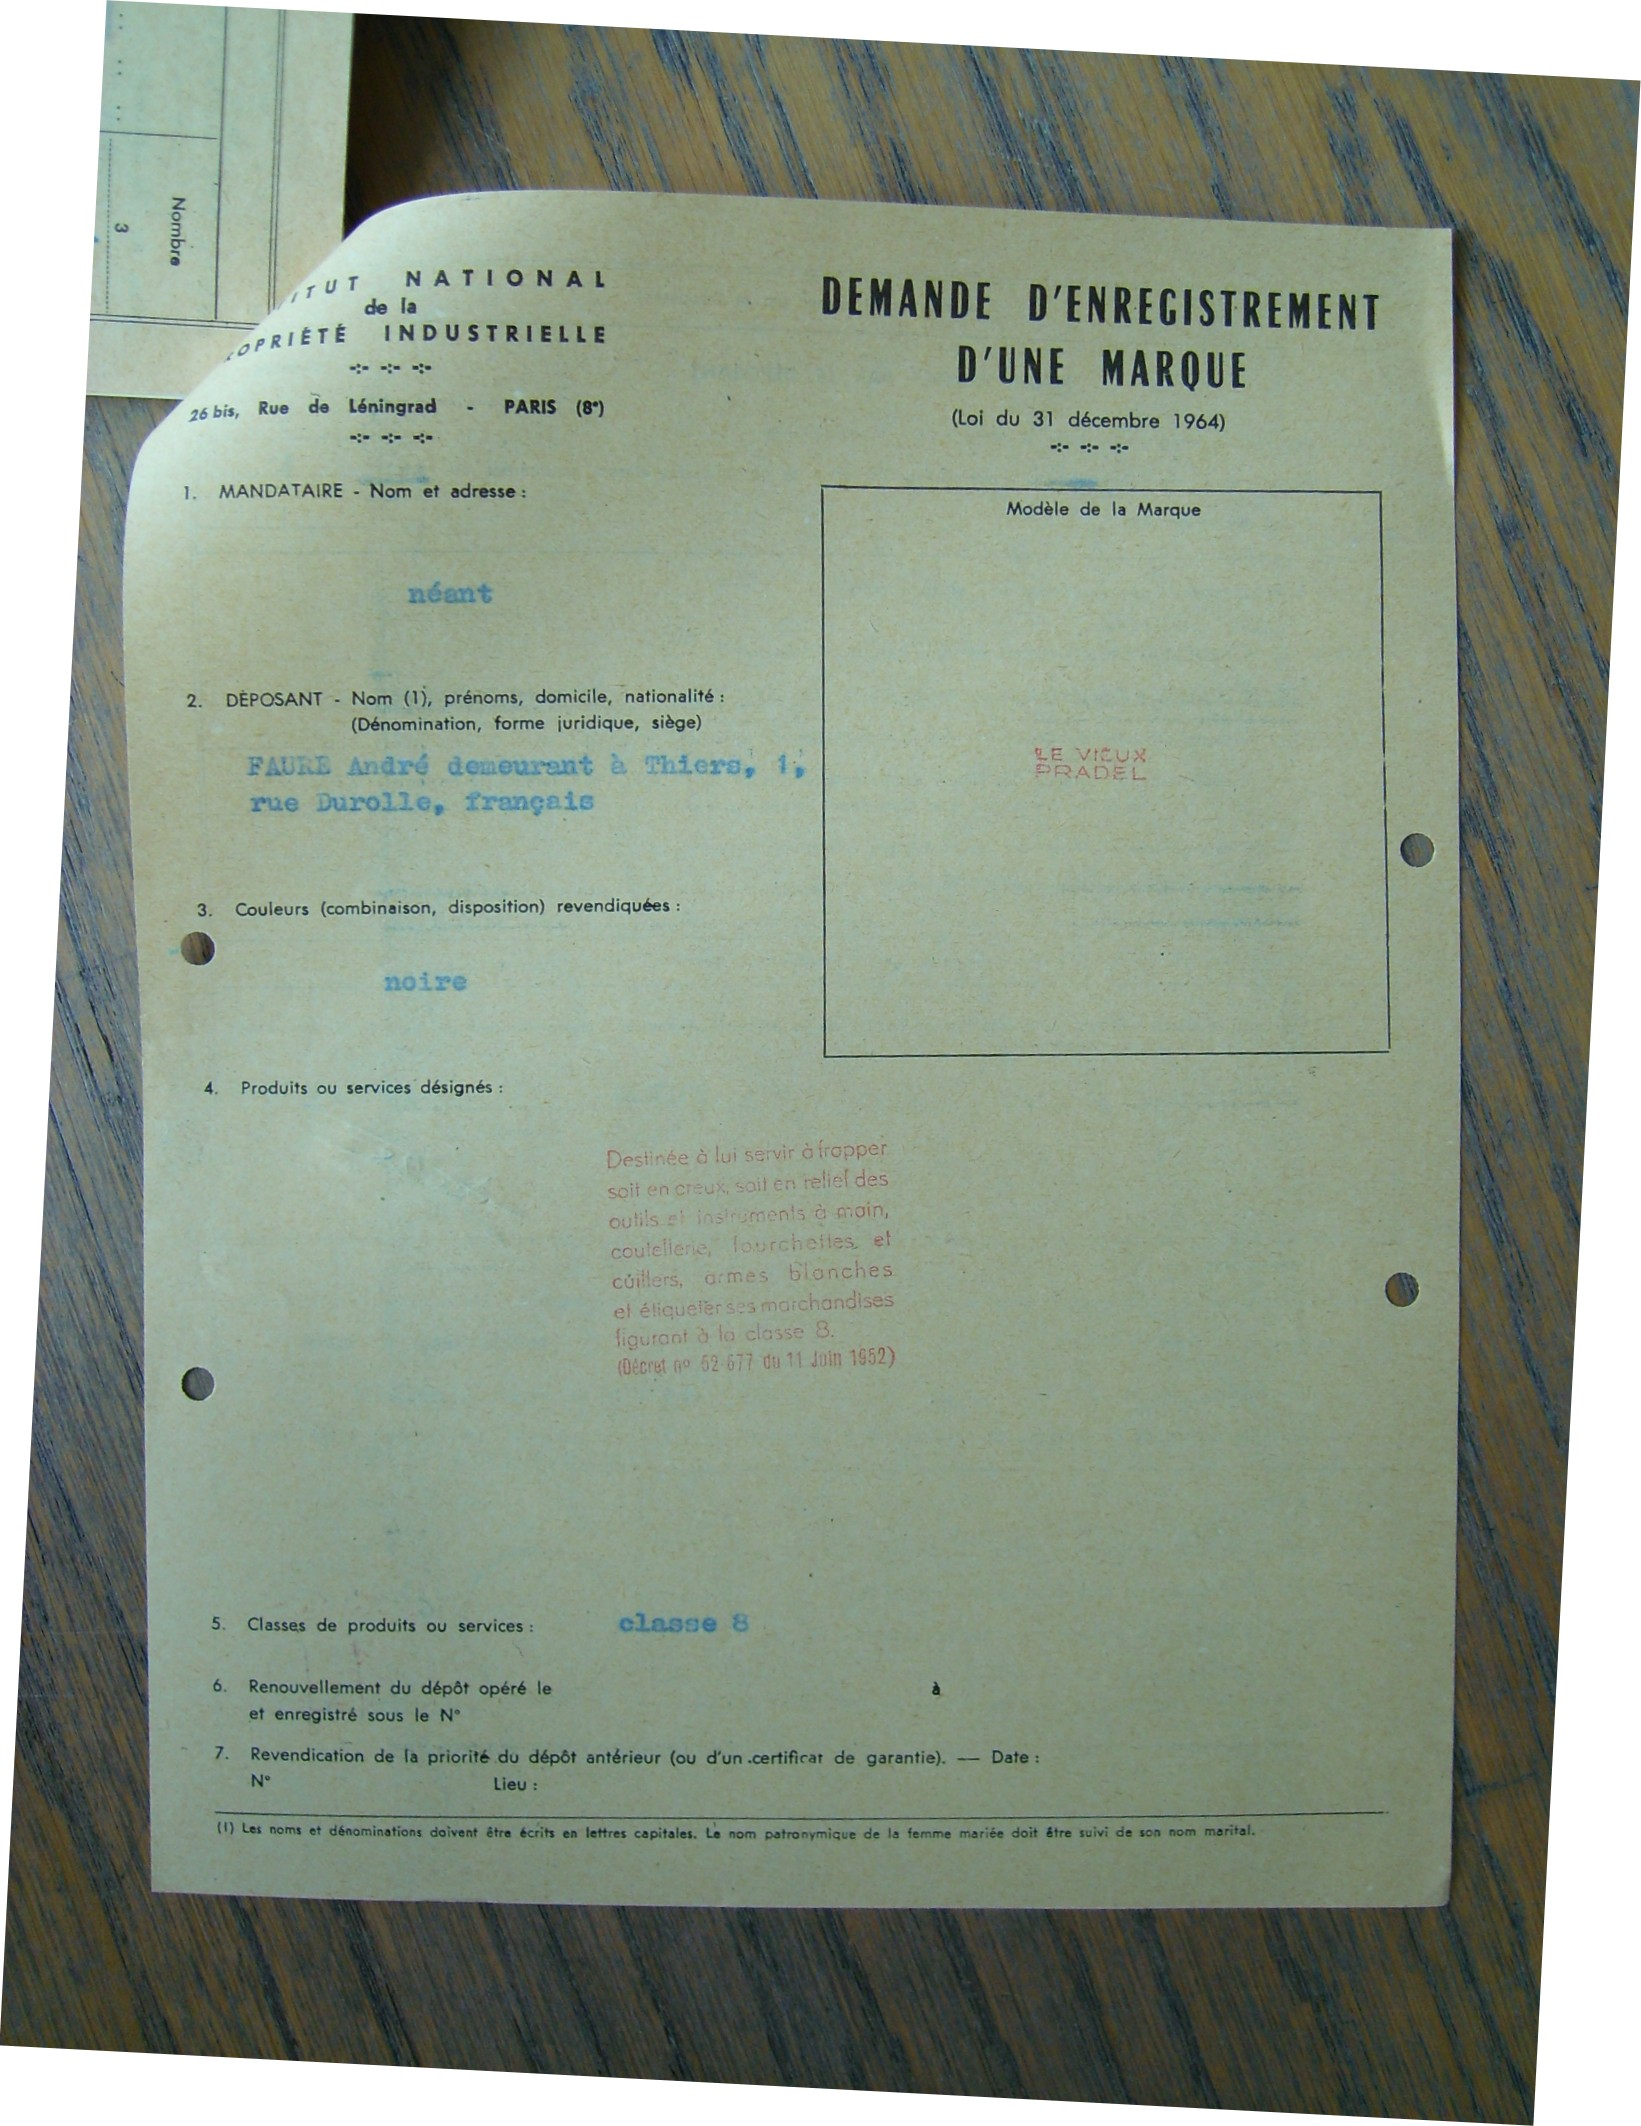 Nombre
3
TUT NATIONAL
de la
OPRIÉTÉ INDUSTRIELLE
26 bis, Rue de Léningrad - PARIS (8e)
DEMANDE D'ENREGISTREMENT
D'UNE MARQUE
(Loi du 31 décembre 1964)
1. MANDATAIRE - Nom et adresse :
néant
Modèle de la Marque
LE VIEUX
PRADEL
2. DÉPOSANT - Nom (1), prénoms, domicile, nationalité :
(Dénomination, forme juridique, siège)
FAURE André demeurant à Thiers, 1,
rue Durolle, français
3. Couleurs (combinaison, disposition) revendiquées :
noire
4. Produits ou services désignés :
Destinée à lui servir à frapper
soit en creux, soit en relief des
outils et instruments à main,
coutellerie, fourchettes, et
cuillers, armes blanches
et étiqueter ses marchandises
figurant à la classe 8.
(Décret nº 52-677 du 11 Juin 1952)
5. Classes de produits ou services : classe 8
6. Renouvellement du dépôt opéré le à
et enregistré sous le N°
7. Revendication de la priorité du dépôt antérieur (ou d'un certificat de garantie). — Date :
N° Lieu :
(1) Les noms et dénominations doivent être écrits en lettres capitales. Le nom patronymique de la femme mariée doit être suivi de son nom marital.